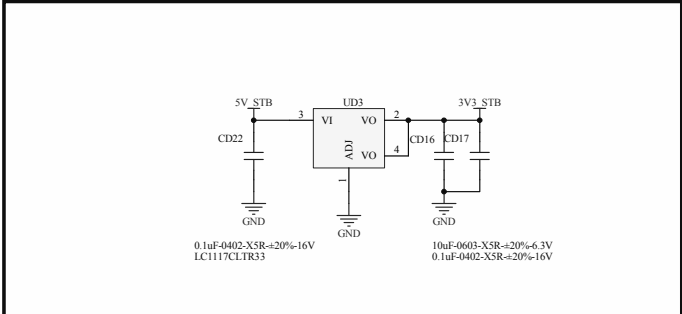 5V_STB
UD3
3V3_STB
3
VI
VO
2
CD22
ADJ
VO
4
CD16
CD17
1
GND
GND
GND
0.1uF-0402-X5R-±20%-16V
LC1117CLTR33
10uF-0603-X5R-±20%-6.3V
0.1uF-0402-X5R-±20%-16V